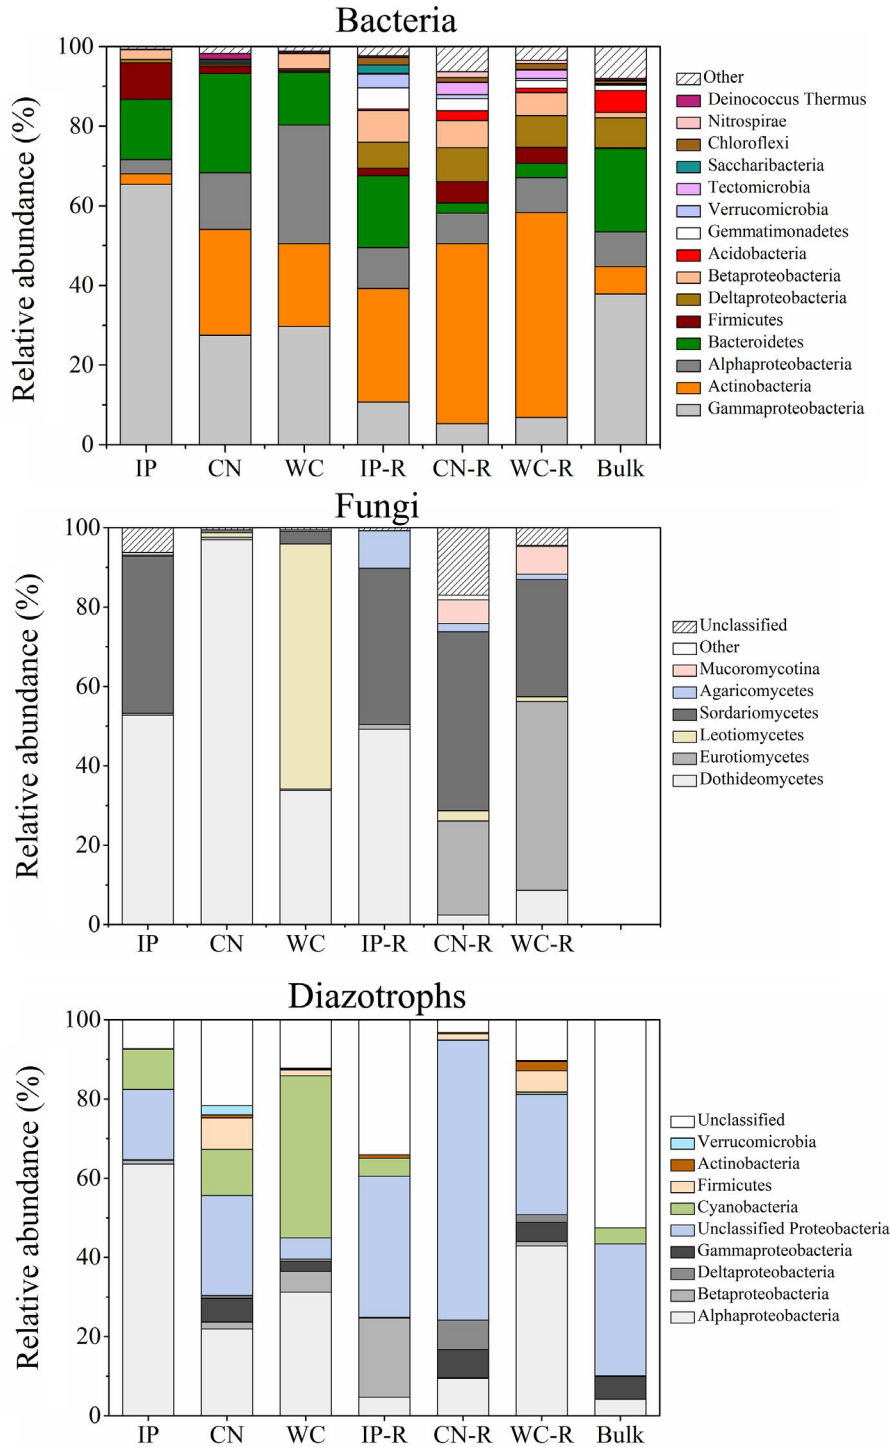 Bacteria
Relative abundance (%)
100
80
60
40
20
0
IP CN WC IP-R CN-R WC-R Bulk
Other
Deinococcus Thermus
Nitrospirae
Chloroflexi
Saccharibacteria
Tectomicrobia
Verrucomicrobia
Gemmatimonadetes
Acidobacteria
Betaproteobacteria
Deltaproteobacteria
Firmicutes
Bacteroidetes
Alphaproteobacteria
Actinobacteria
Gammaproteobacteria
Fungi
Relative abundance (%)
100
80
60
40
20
0
IP CN WC IP-R CN-R WC-R
Unclassified
Other
Mucoromycotina
Agaricomycetes
Sordariomycetes
Leotiomycetes
Eurotiomycetes
Dothideomycetes
Diazotrophs
Relative abundance (%)
100
80
60
40
20
0
IP CN WC IP-R CN-R WC-R Bulk
Unclassified
Verrucomicrobia
Actinobacteria
Firmicutes
Cyanobacteria
Unclassified Proteobacteria
Gammaproteobacteria
Deltaproteobacteria
Betaproteobacteria
Alphaproteobacteria